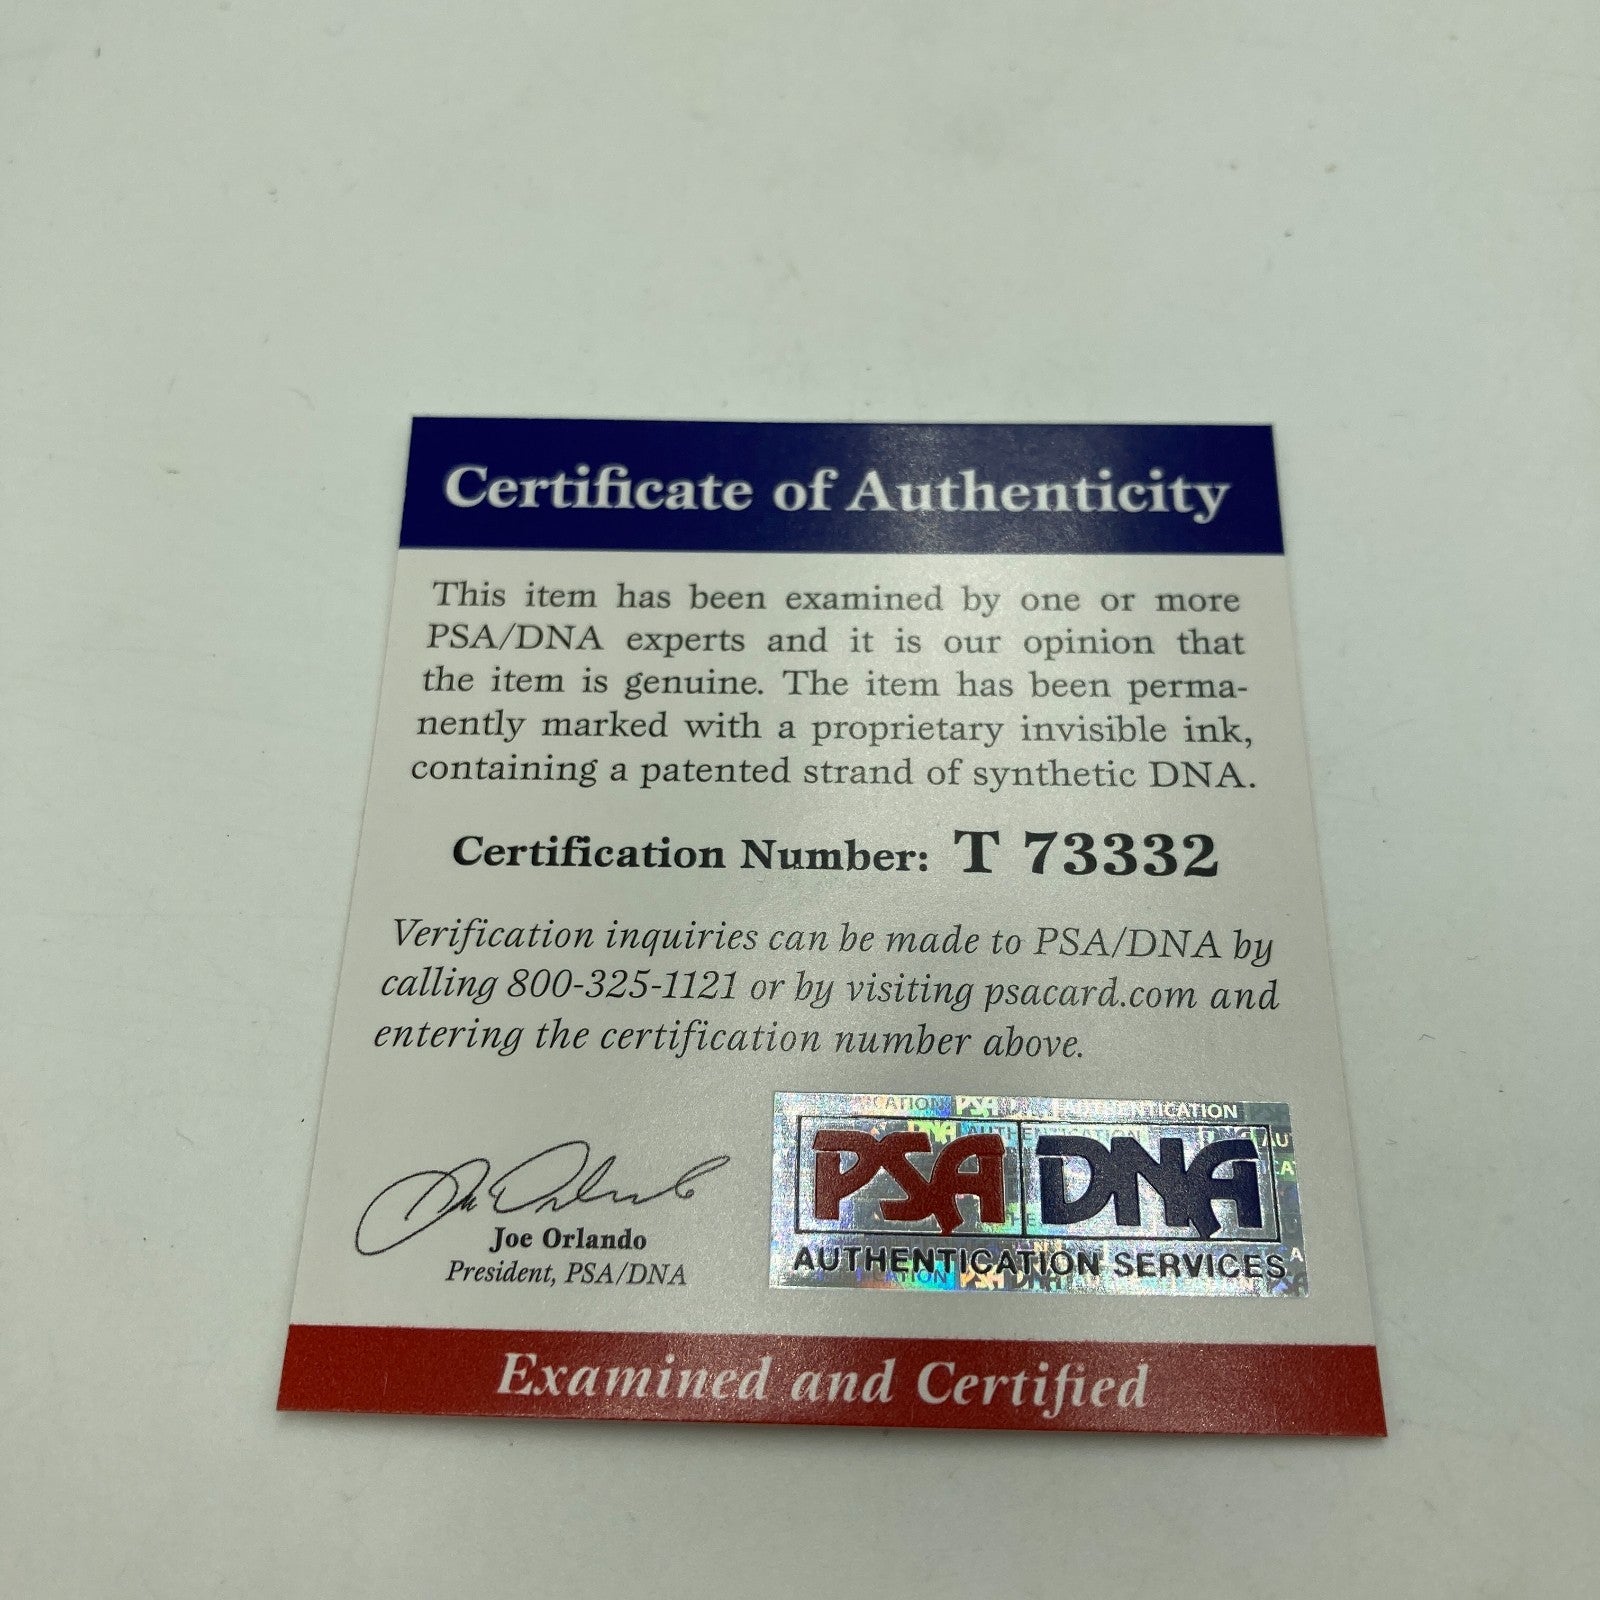 Certificate of Authenticity
This item has been examined by one or more
PSA/DNA experts and it is our opinion that
the item is genuine. The item has been perma-
nently marked with a proprietary invisible ink,
containing a patented strand of synthetic DNA.
Certification Number: T 73332
Verification inquiries can be made to PSA/DNA by
calling 800-325-1121 or by visiting psacard.com and
entering the certification number above.
Joe Orlando
Joe Orlando
President, PSA/DNA
PSA DNA
AUTHENTICATION SERVICES
Examined and Certified